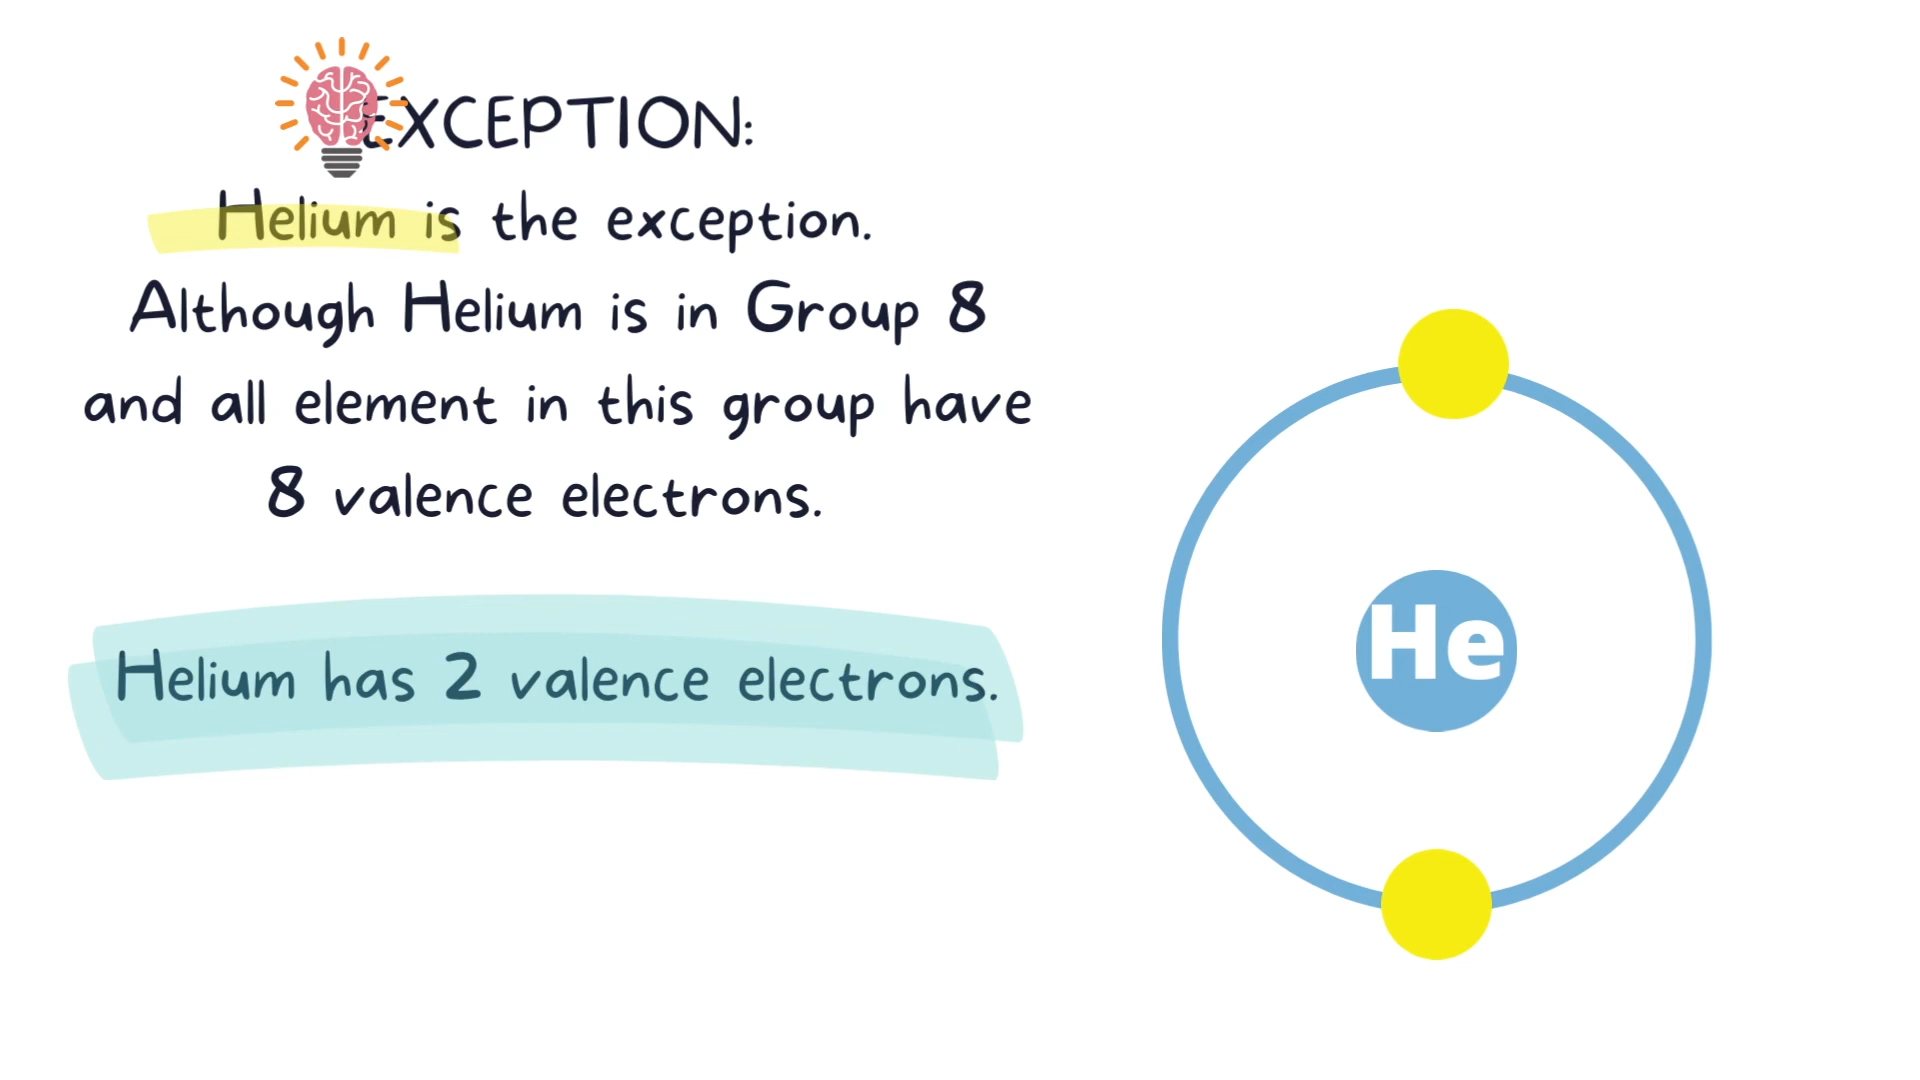 EXCEPTION:
Helium is the exception.
Although Helium is in Group 8
and all element in this group have
8 valence electrons.
Helium has 2 valence electrons.
He